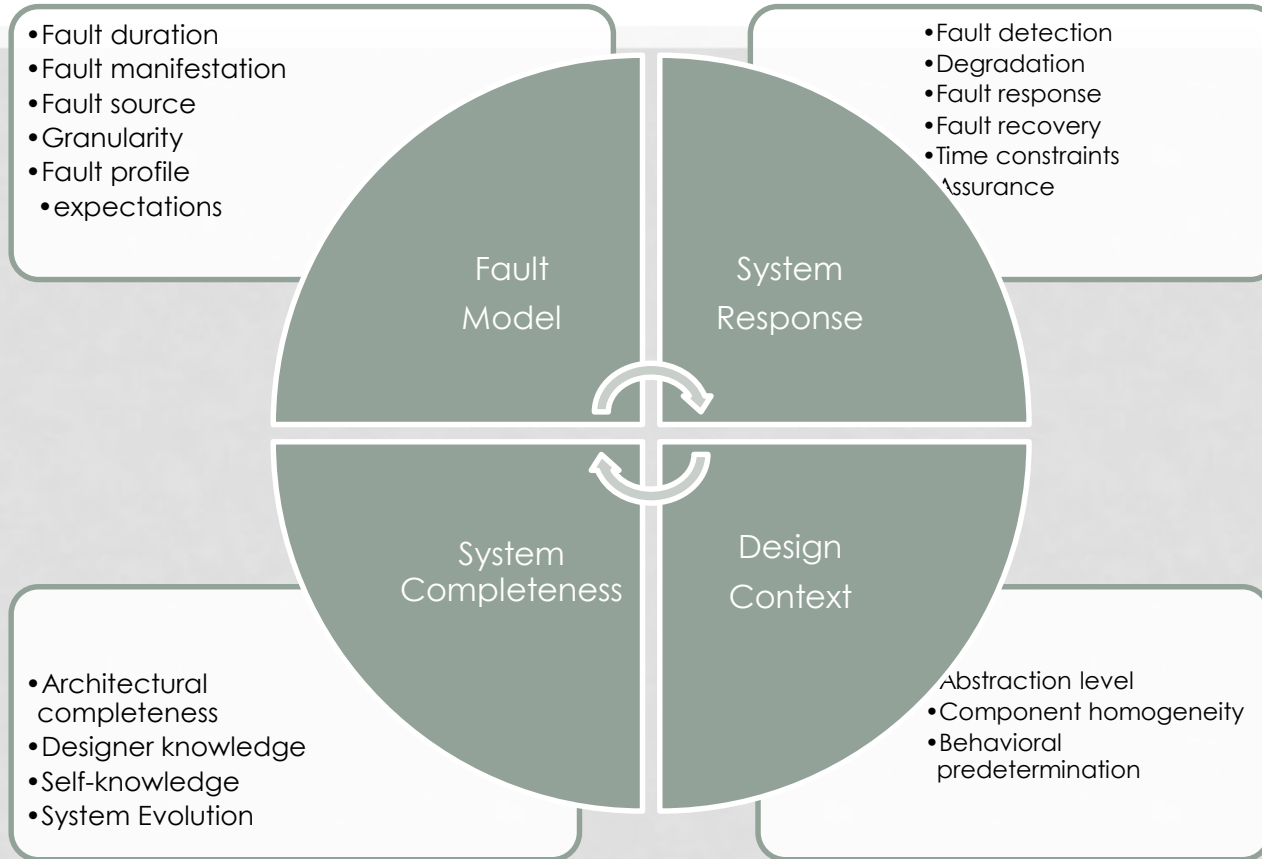 •Fault duration
•Fault manifestation
•Fault source
•Granularity
•Fault profile
•expectations
•Fault detection
•Degradation
•Fault response
•Fault recovery
•Time constraints
Assurance
Fault
Model
System
Response
System
Completeness
Design
Context
•Architectural
completeness
•Designer knowledge
•Self-knowledge
•System Evolution
Abstraction level
•Component homogeneity
•Behavioral
predetermination